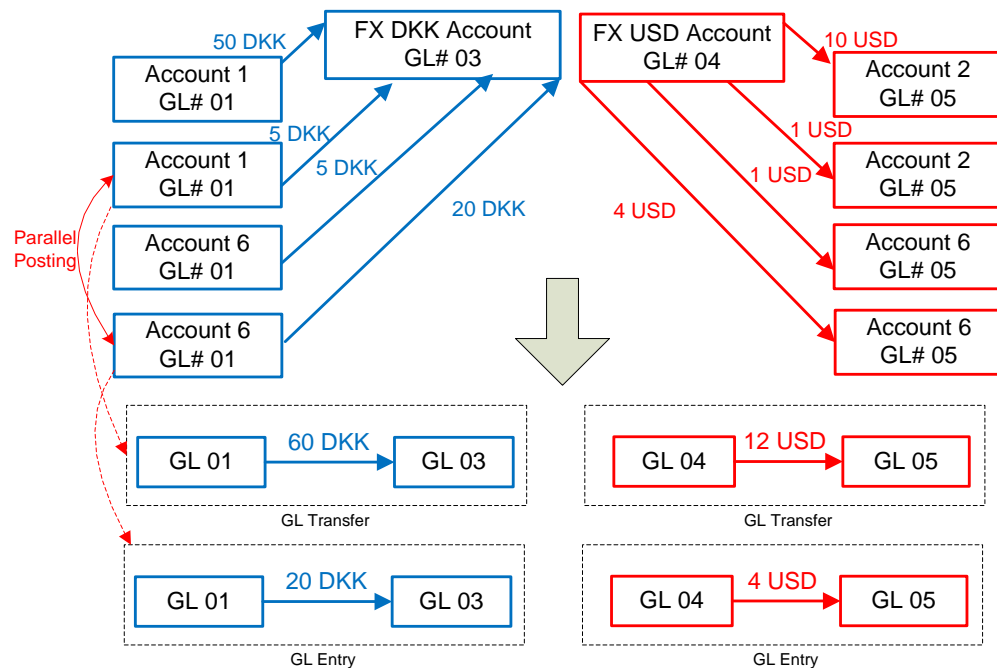 50 DKK
FX DKK Account
GL# 03
FX USD Account
GL# 04
10 USD
Account 1
GL# 01
Account 2
GL# 05
5 DKK
1 USD
Account 1
GL# 01
5 DKK
1 USD
Account 2
GL# 05
20 DKK
4 USD
Parallel
Posting
Account 6
GL# 01
Account 6
GL# 05
Account 6
GL# 01
Account 6
GL# 05
GL 01
60 DKK
GL 03
GL 04
12 USD
GL 05
GL Transfer
GL Transfer
GL 01
20 DKK
GL 03
GL 04
4 USD
GL 05
GL Entry
GL Entry